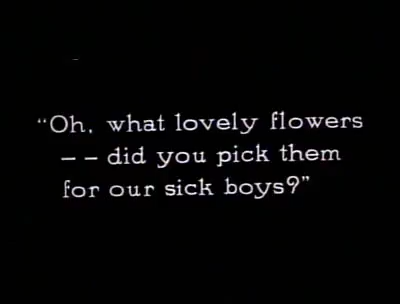 “Oh, what lovely flowers
– – did you pick them
for our sick boys?”